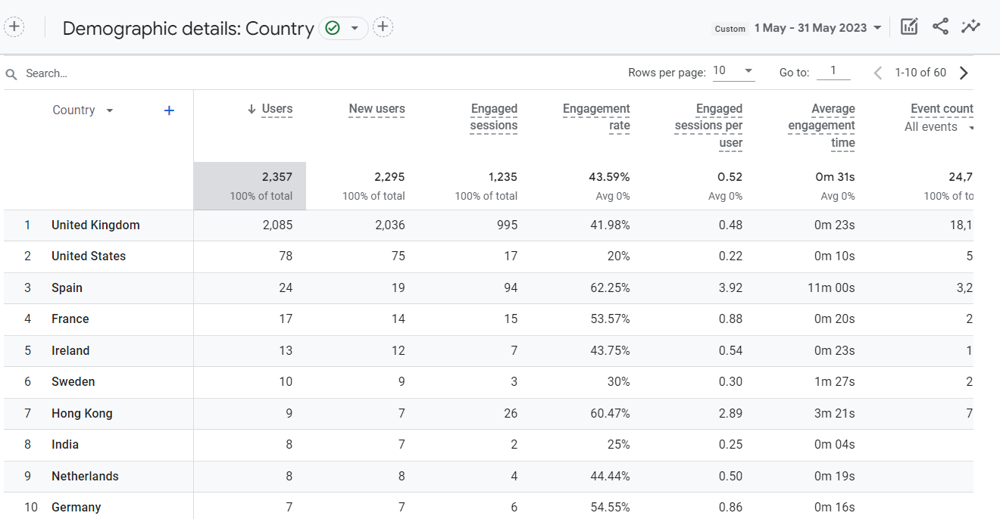 Demographic details: Country
Custom 1 May - 31 May 2023
Search...
Rows per page: 10 Go to: 1 1-10 of 60
Country + ↓ Users New users Engaged sessions Engagement rate Engaged sessions per user Average engagement time Event count All events
2,357 2,295 1,235 43.59% 0.52 0m 31s 24,7
100% of total 100% of total 100% of total Avg 0% Avg 0% Avg 0% 100% of to
1 United Kingdom 2,085 2,036 995 41.98% 0.48 0m 23s 18,1
2 United States 78 75 17 20% 0.22 0m 10s 5
3 Spain 24 19 94 62.25% 3.92 11m 00s 3,2
4 France 17 14 15 53.57% 0.88 0m 20s 2
5 Ireland 13 12 7 43.75% 0.54 0m 23s 1
6 Sweden 10 9 3 30% 0.30 1m 27s 2
7 Hong Kong 9 7 26 60.47% 2.89 3m 21s 7
8 India 8 7 2 25% 0.25 0m 04s
9 Netherlands 8 8 4 44.44% 0.50 0m 19s
10 Germany 7 7 6 54.55% 0.86 0m 16s